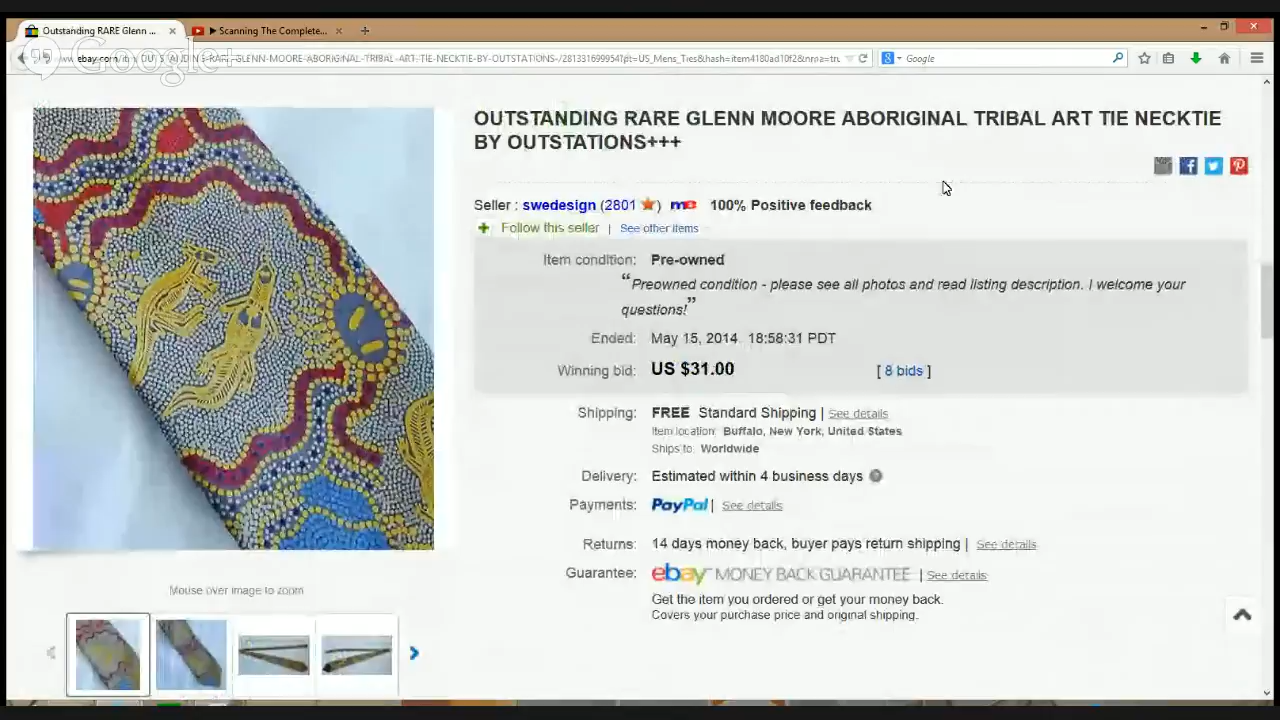 Outstanding RARE Glenn ...
Scanning The Complete...
Google+
Google
OUTSTANDING RARE GLENN MOORE ABORIGINAL TRIBAL ART TIE NECKTIE
BY OUTSTATIONS+++
Seller : swedesign (2801 ) me 100% Positive feedback
+ Follow this seller | See other items
Item condition: Pre-owned
“Preowned condition - please see all photos and read listing description. I welcome your
questions!”
Ended: May 15, 2014 18:58:31 PDT
Winning bid: US $31.00 [ 8 bids ]
Shipping: FREE Standard Shipping | See details
Item location: Buffalo, New York, United States
Ships to: Worldwide
Delivery: Estimated within 4 business days
Payments: PayPal | See details
Returns: 14 days money back, buyer pays return shipping | See details
Guarantee: ebay MONEY BACK GUARANTEE | See details
Get the item you ordered or get your money back.
Covers your purchase price and original shipping.
Mouse over image to zoom